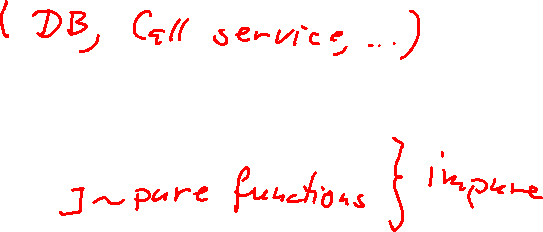 ( DB, Call service, ...)
] ~ pure functions } impure